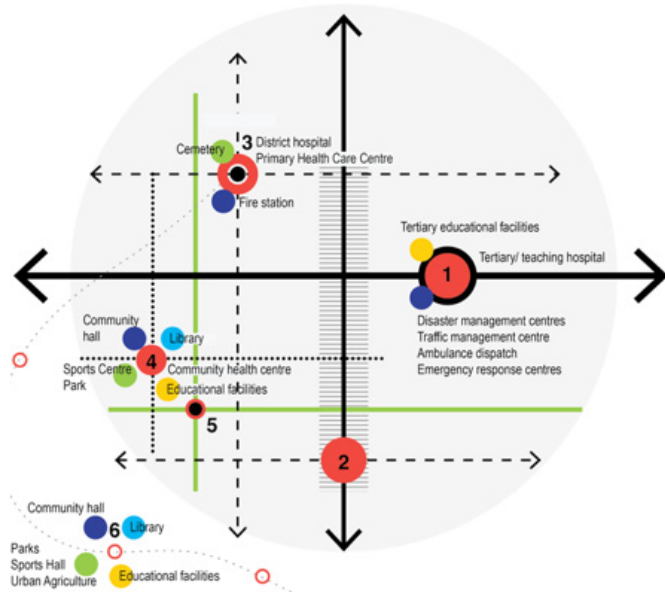 3 District hospital
Cemetery
Primary Health Care Centre
Fire station
Tertiary educational facilities
1
Tertiary/ teaching hospital
Disaster management centres
Traffic management centre
Ambulance dispatch
Emergency response centres
Community
hall
Library
4
Sports Centre
Park
Community health centre
Educational facilities
5
2
Community hall
6
Library
Parks
Sports Hall
Urban Agriculture
Educational facilities